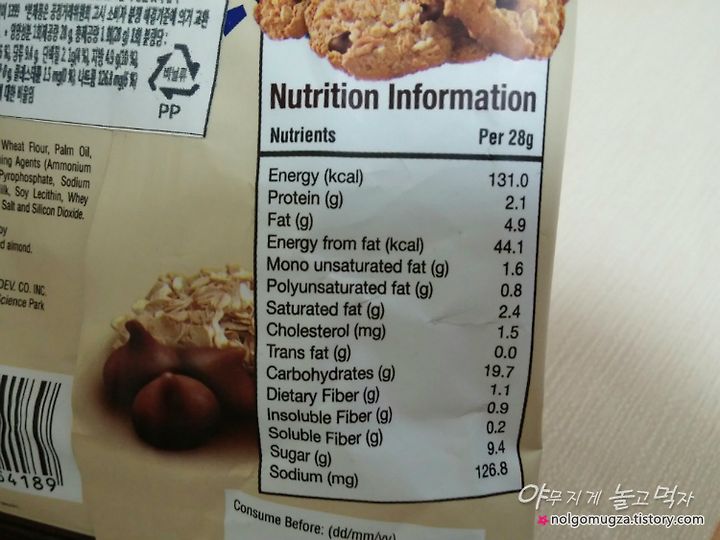 Nutrition Information
Nutrients Per 28g
Energy (kcal) 131.0
Protein (g) 2.1
Fat (g) 4.9
Energy from fat (kcal) 44.1
Mono unsaturated fat (g) 1.6
Polyunsaturated fat (g) 0.8
Saturated fat (g) 2.4
Cholesterol (mg) 1.5
Trans fat (g) 0.0
Carbohydrates (g) 19.7
Dietary Fiber (g) 1.1
Insoluble Fiber (g) 0.9
Soluble Fiber (g) 0.2
Sugar (g) 9.4
Sodium (mg) 126.8
Consume Before: (dd/mm/yy)
비닐류
PP
Wheat Flour, Palm Oil,
Agents (Ammonium
Pyrophosphate, Sodium
Soy Lecithin, Whey
Salt and Silicon Dioxide.
almond.
DEV. CO. INC.
Science Park
4189
야무지게 놀고먹자
nolgomugza.tistory.com